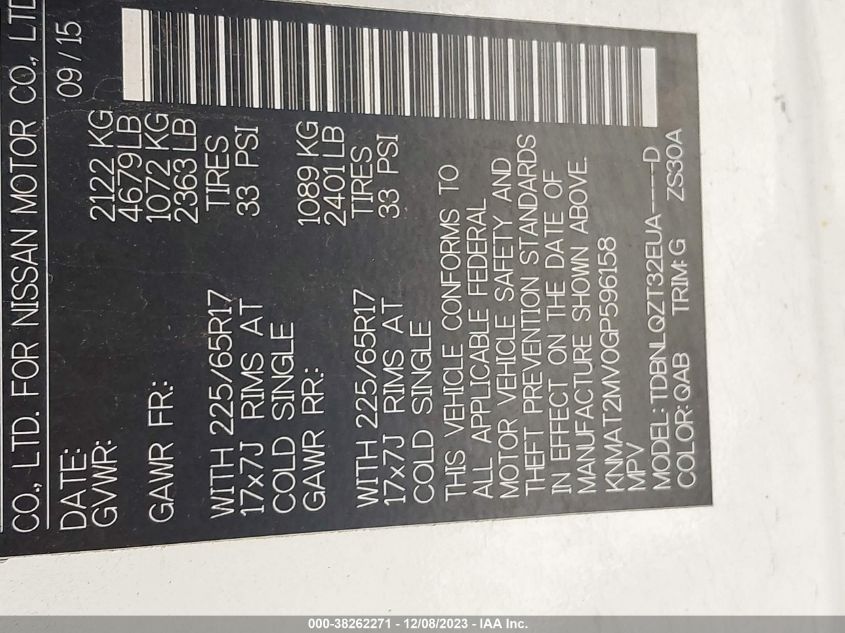 CO., LTD. FOR NISSAN MOTOR CO., LTD
DATE: 09/15
GVWR: 2122 KG
4679 LB
GAWR FR: 1072 KG
2363 LB
WITH 225/65R17 TIRES
17x7J RIMS AT 33 PSI
COLD SINGLE
GAWR RR: 1089 KG
2401 LB
WITH 225/65R17 TIRES
17x7J RIMS AT 33 PSI
COLD SINGLE
THIS VEHICLE CONFORMS TO
ALL APPLICABLE FEDERAL
MOTOR VEHICLE SAFETY AND
THEFT PREVENTION STANDARDS
IN EFFECT ON THE DATE OF
MANUFACTURE SHOWN ABOVE.
KNMAT2MV0GP596158
MPV
MODEL: TDBNLQZT32EUA-----D
COLOR: QAB TRIM: G ZS30A
000-38262271 - 12/08/2023 - IAA Inc.